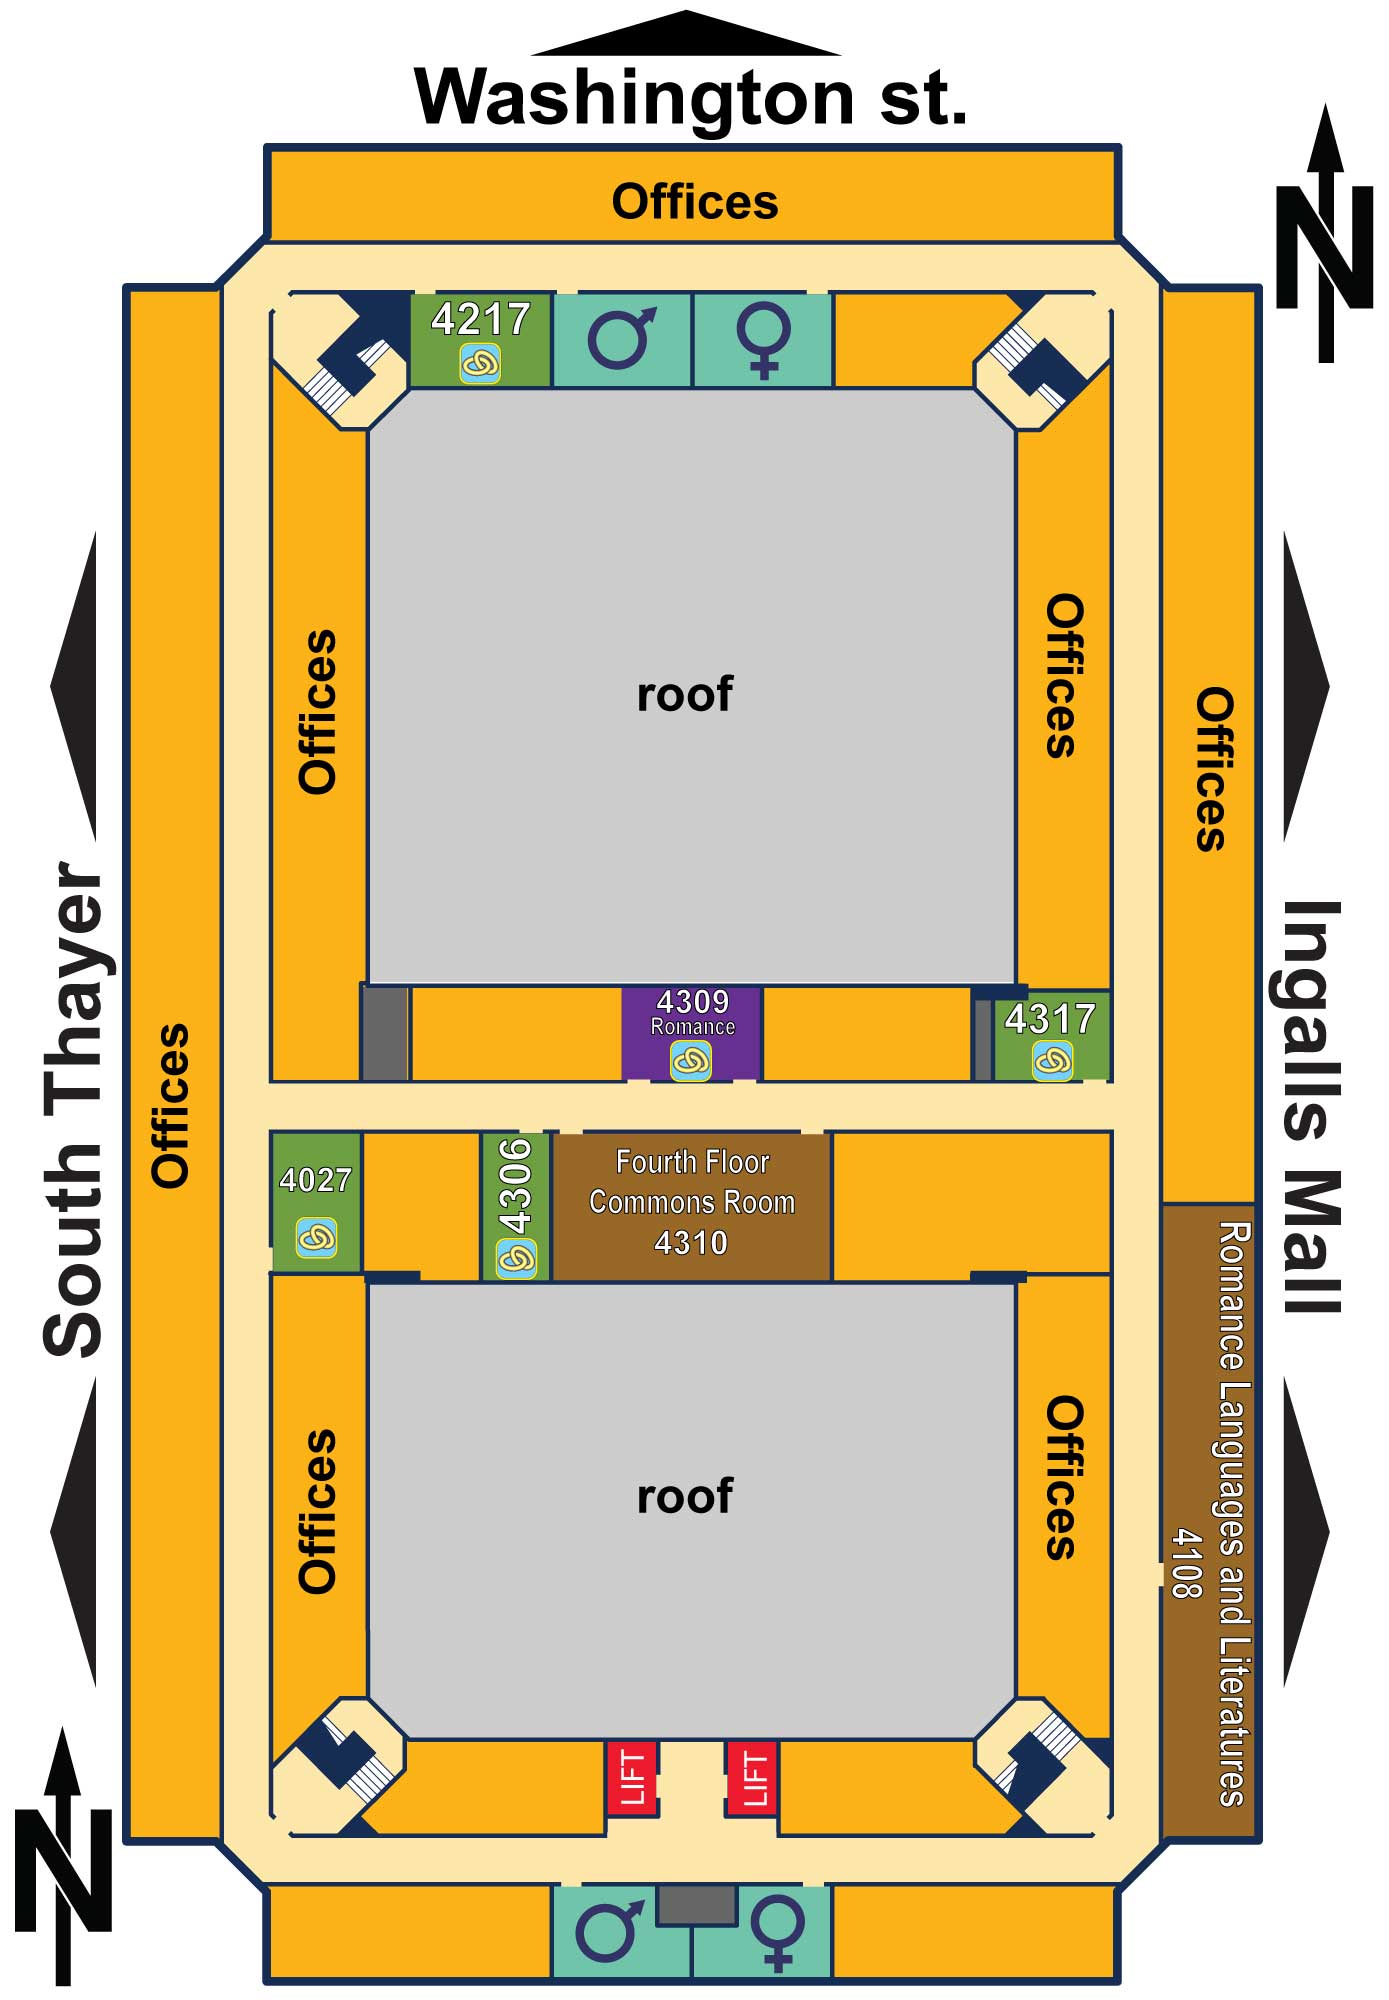 Washington st.
N
Offices
4217
Offices
roof
Offices
Offices
South Thayer
Offices
Ingalls Mall
4309
Romance
4317
4027
4306
Fourth Floor
Commons Room
4310
Offices
roof
Offices
Romance Languages and Literatures
4108
LIFT
LIFT
N